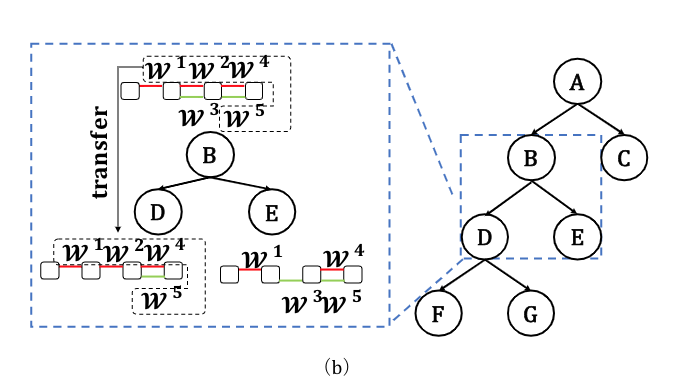 w 1 w 2 w 4
w 3 w 5
transfer
B
D E
w 1 w 2 w 4
w 5
w 1 w 4
w 3 w 5
A
B C
D E
F G
(b)